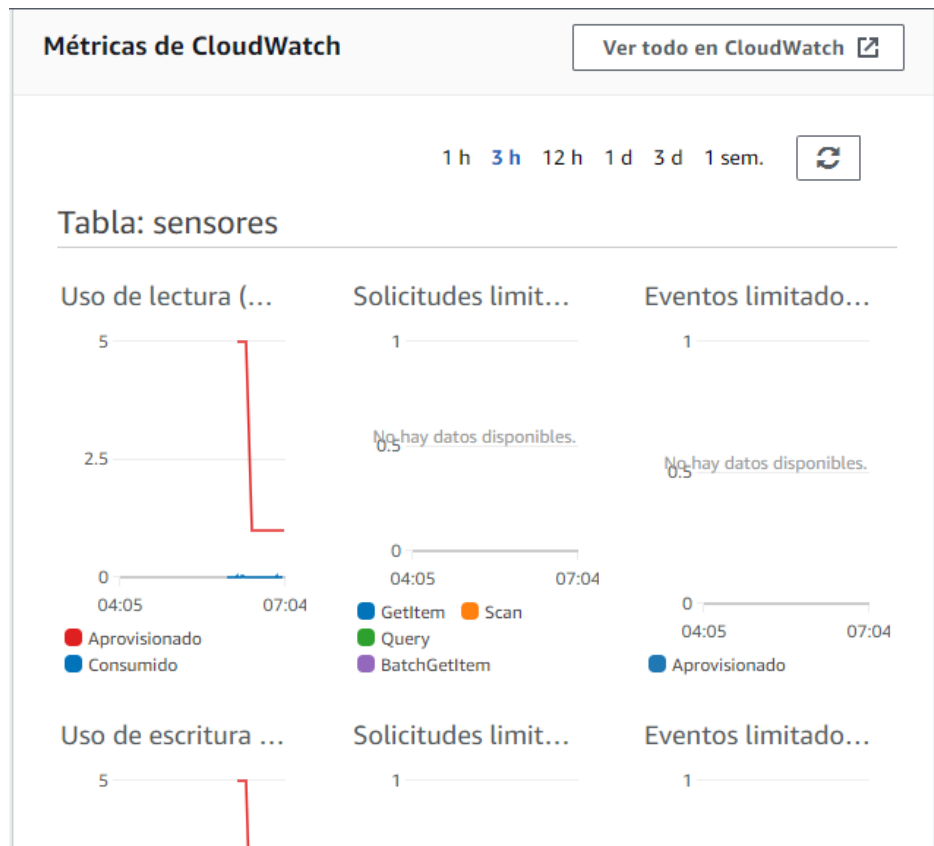 Métricas de CloudWatch
Ver todo en CloudWatch
1 h 3 h 12 h 1 d 3 d 1 sem.
Tabla: sensores
Uso de lectura (...
5
2.5
0
04:05 07:04
Aprovisionado
Consumido
Solicitudes limit...
1
No hay datos disponibles.
0.5
0
04:05 07:04
GetItem Scan
Query
BatchGetItem
Eventos limitado...
1
No hay datos disponibles.
0.5
0
04:05 07:04
Aprovisionado
Uso de escritura ...
5
Solicitudes limit...
1
Eventos limitado...
1